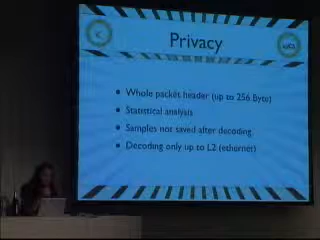 Privacy
• Whole packet header (up to 256 Byte)
• Statistical analysis
• Samples not saved after decoding
• Decoding only up to L2 (ethernet)